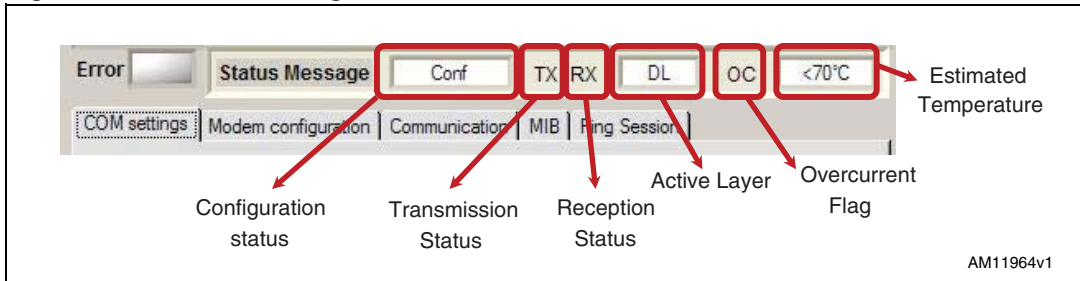 Error Status Message Conf TX RX DL OC <70°C
COM settings Modem configuration Communication MIB Ping Session
Estimated
Temperature
Configuration
status
Transmission
Status
Reception
Status
Active Layer
Overcurrent
Flag
AM11964v1